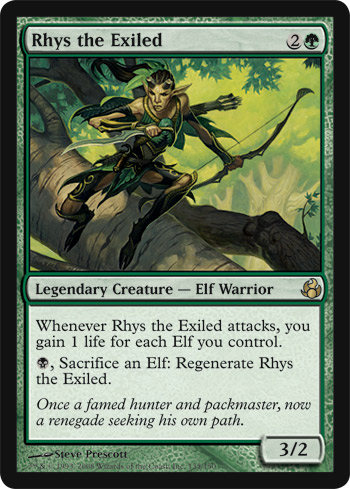 Rhys the Exiled 2
Legendary Creature — Elf Warrior
Whenever Rhys the Exiled attacks, you
gain 1 life for each Elf you control.
, Sacrifice an Elf: Regenerate Rhys
the Exiled.
Once a famed hunter and packmaster, now
a renegade seeking his own path.
Steve Prescott
3/2